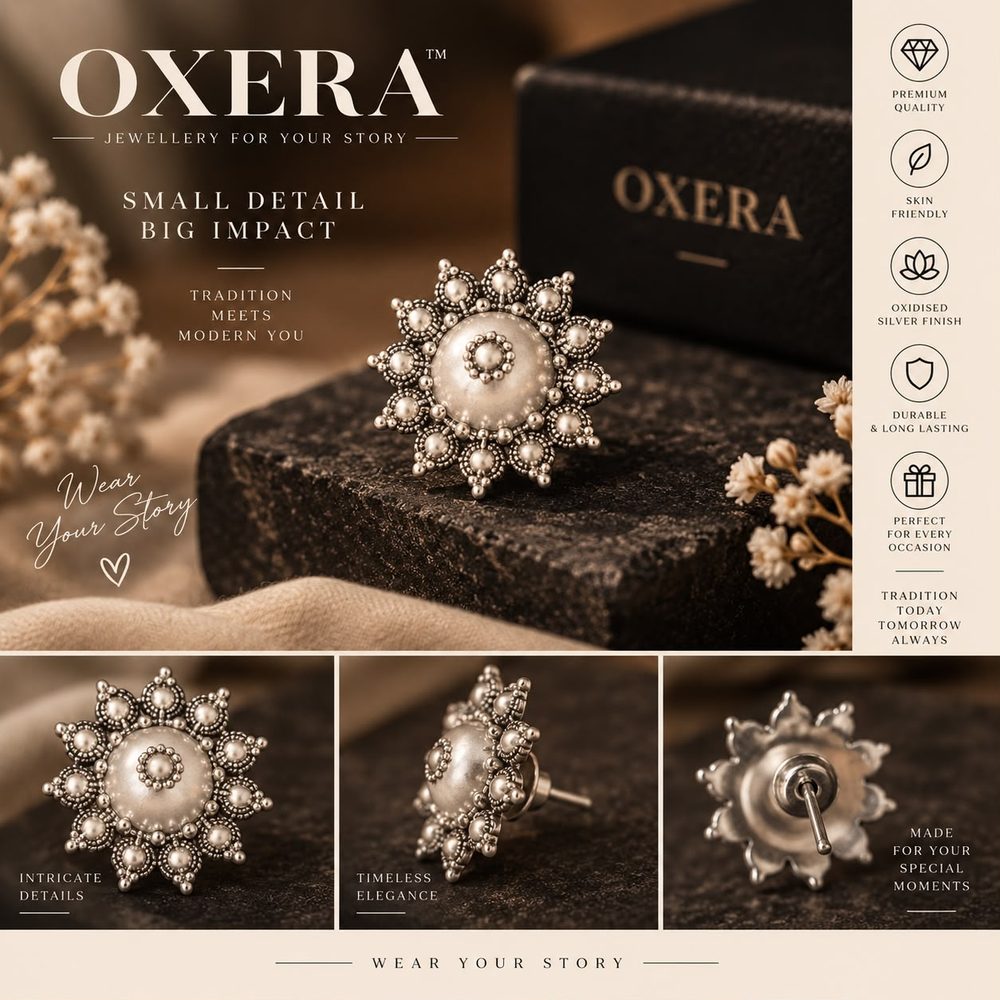 OXERA™
JEWELLERY FOR YOUR STORY
SMALL DETAIL
BIG IMPACT
TRADITION
MEETS
MODERN YOU
Wear
Your Story
OXERA
PREMIUM
QUALITY
SKIN
FRIENDLY
OXIDISED
SILVER FINISH
DURABLE
& LONG LASTING
PERFECT
FOR EVERY
OCCASION
TRADITION
TODAY
TOMORROW
ALWAYS
INTRICATE
DETAILS
TIMELESS
ELEGANCE
MADE
FOR YOUR
SPECIAL
MOMENTS
WEAR YOUR STORY